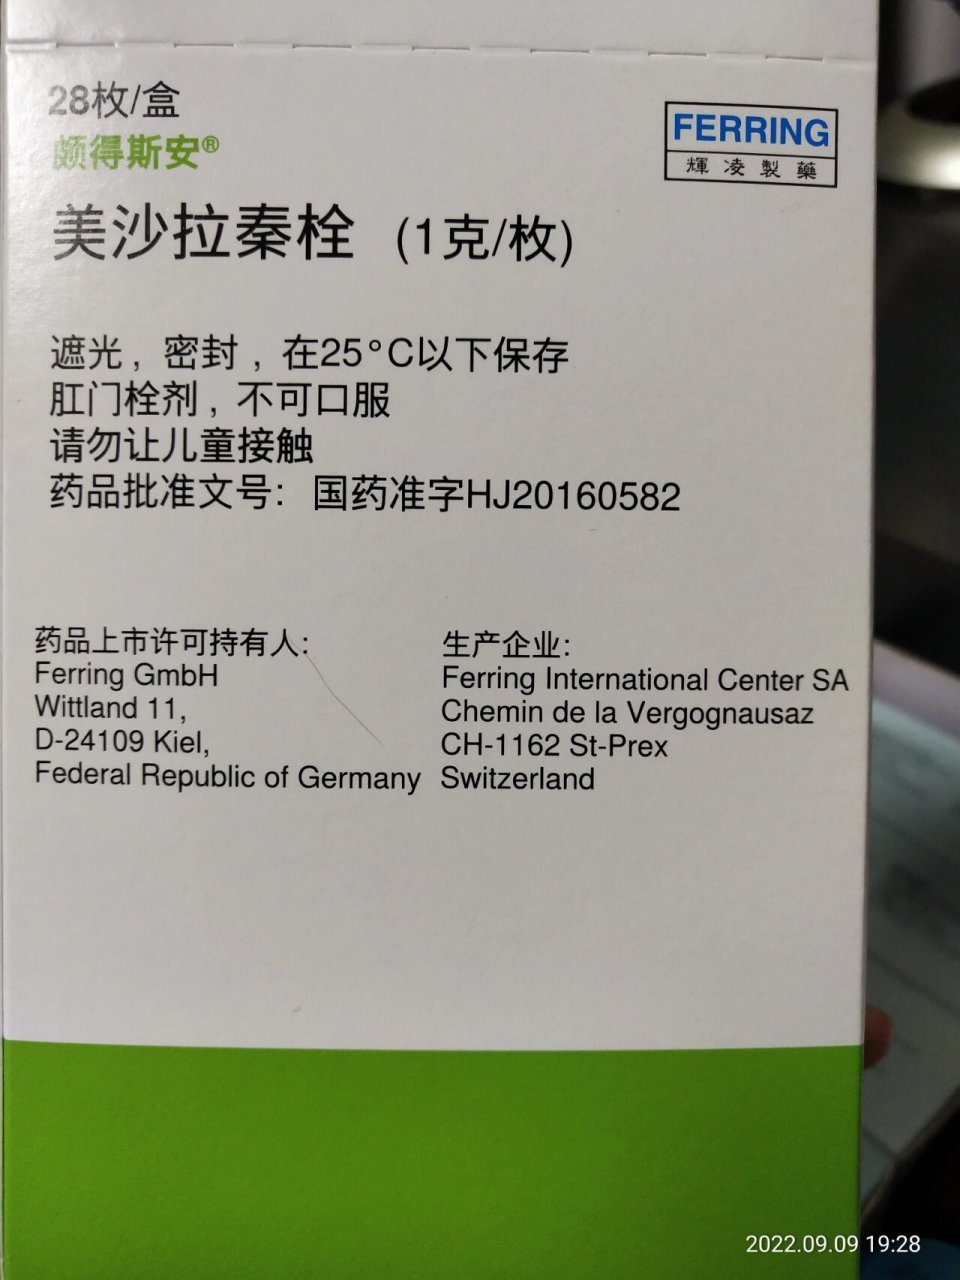 28枚/盒
颇得斯安®
FERRING
輝凌製藥
美沙拉秦栓 (1克/枚)
遮光，密封，在25°C以下保存
肛门栓剂，不可口服
请勿让儿童接触
药品批准文号：国药准字HJ20160582
药品上市许可持有人:
Ferring GmbH
Wittland 11,
D-24109 Kiel,
Federal Republic of Germany
生产企业:
Ferring International Center SA
Chemin de la Vergognausaz
CH-1162 St-Prex
Switzerland
2022.09.09 19:28